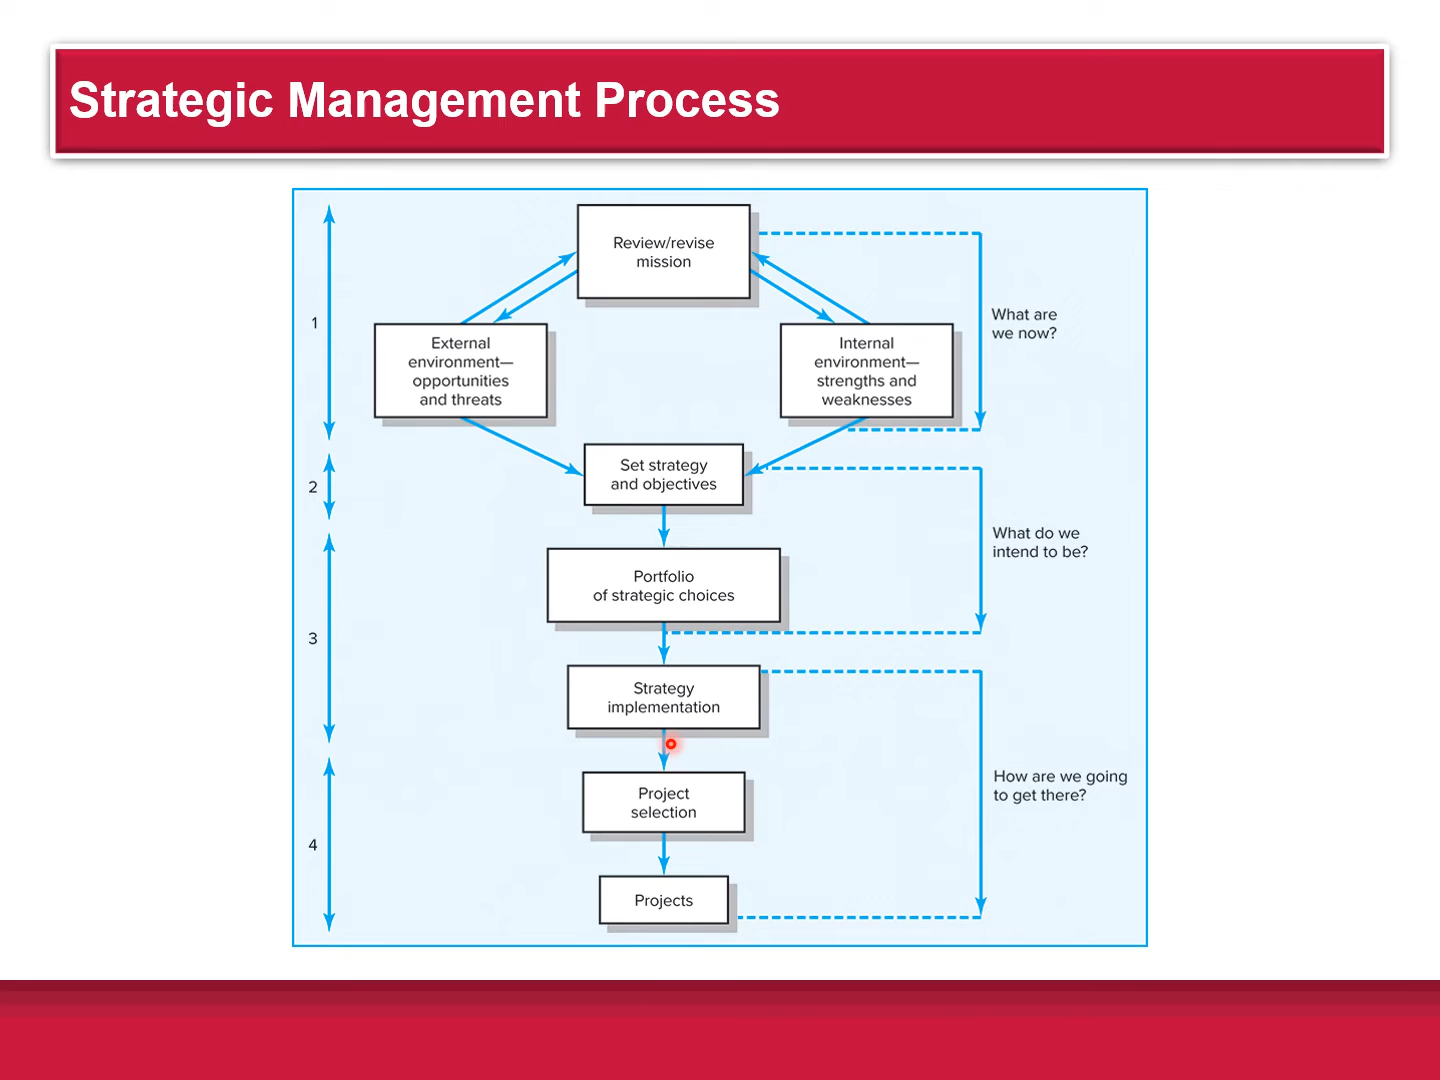 Strategic Management Process
Review/revise
mission
1
External
environment—
opportunities
and threats
Internal
environment—
strengths and
weaknesses
What are
we now?
2
Set strategy
and objectives
What do we
intend to be?
Portfolio
of strategic choices
3
Strategy
implementation
Project
selection
How are we going
to get there?
4
Projects